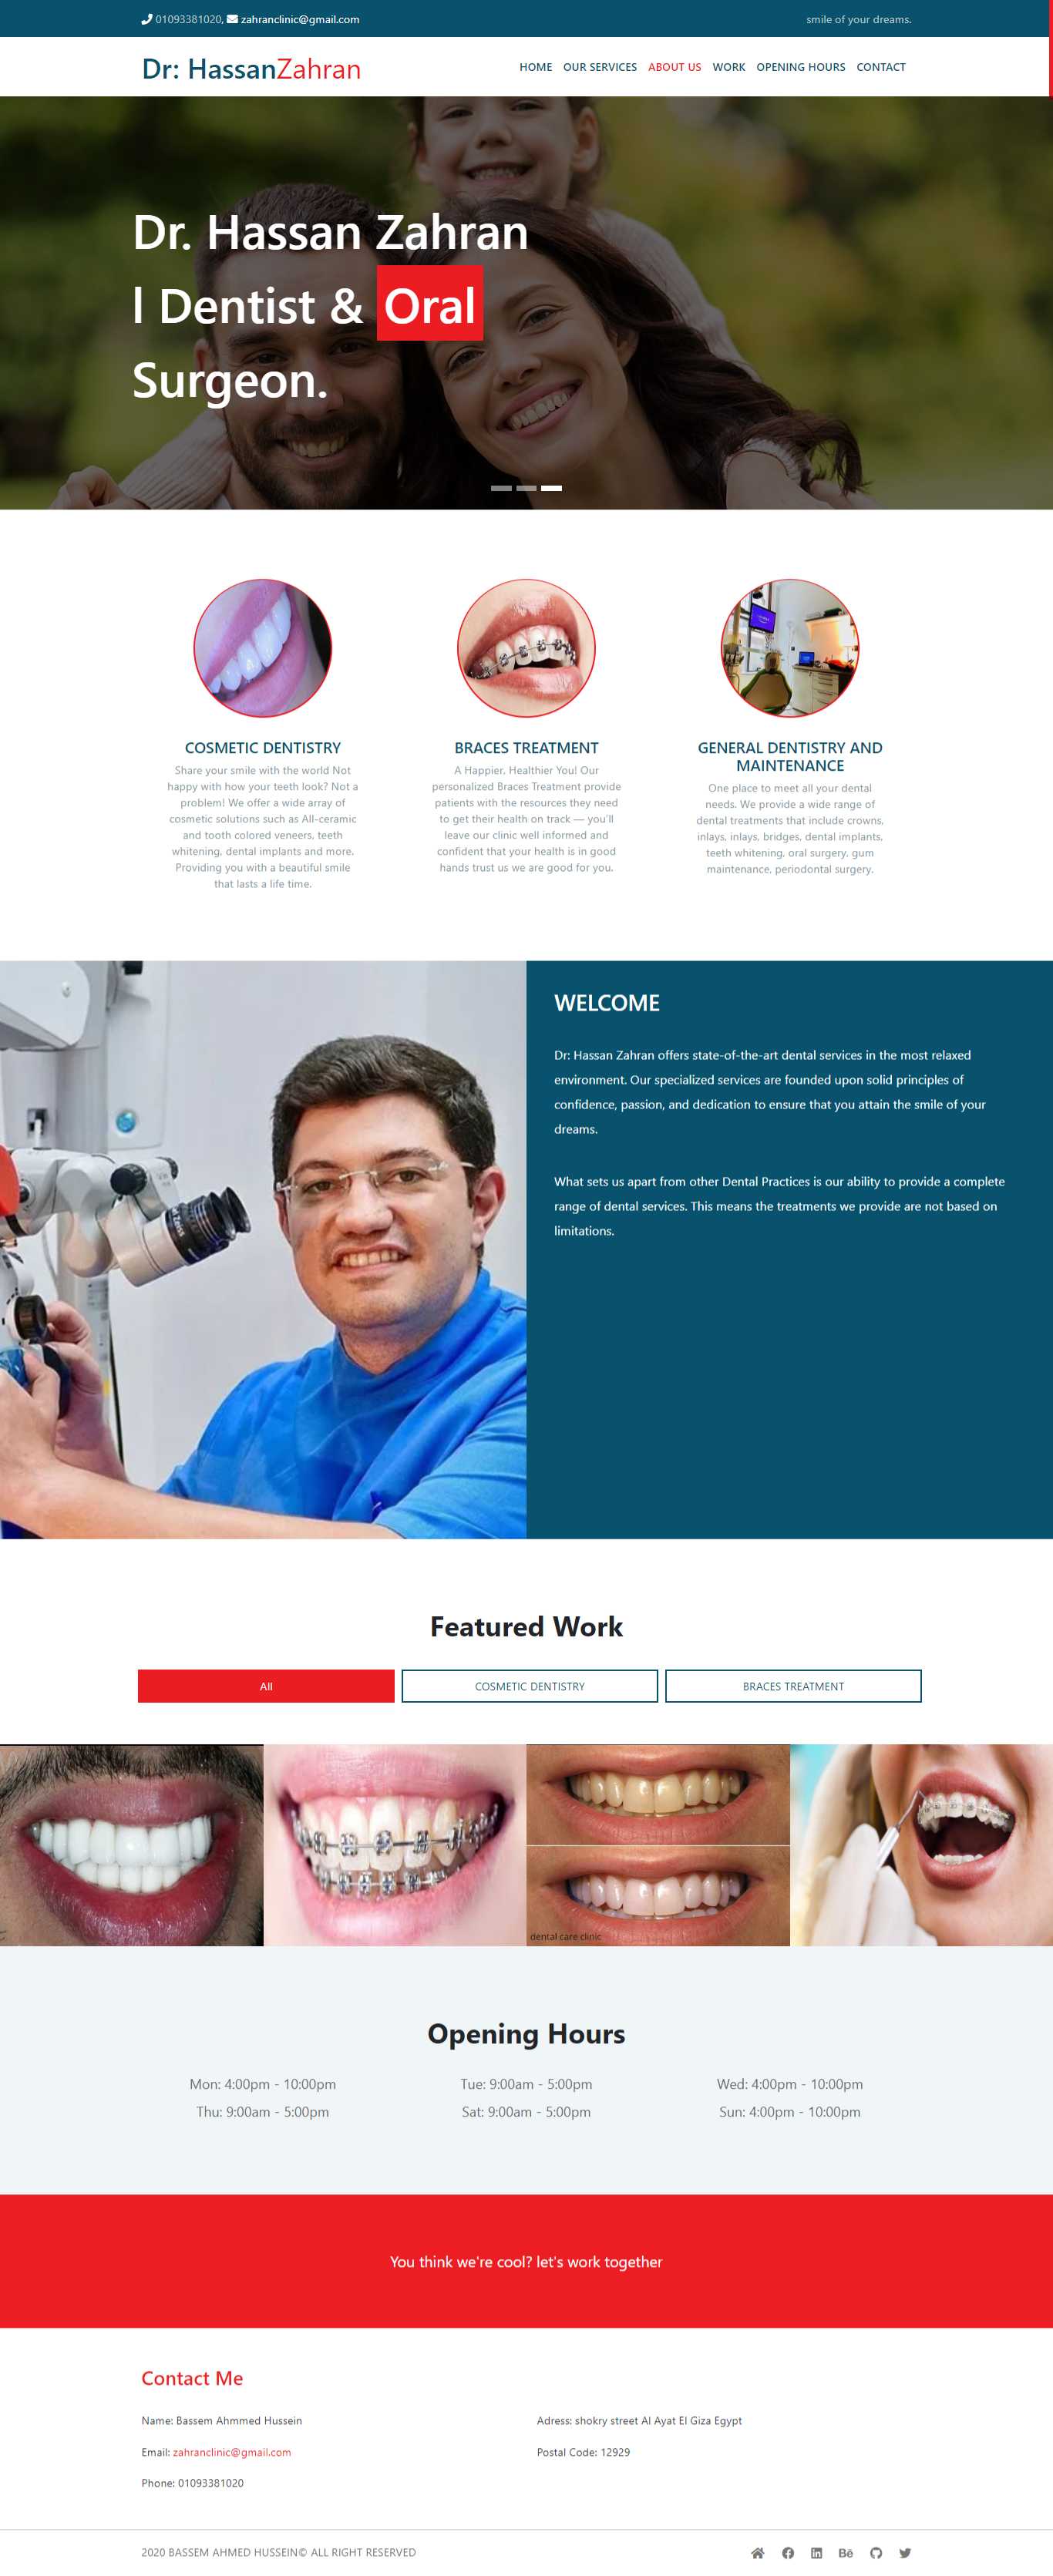 01093381020, zahranclinic@gmail.com
smile of your dreams.
Dr: HassanZahran
HOME OUR SERVICES ABOUT US WORK OPENING HOURS CONTACT
Dr. Hassan Zahran
l Dentist & Oral
Surgeon.
COSMETIC DENTISTRY
Share your smile with the world Not
happy with how your teeth look? Not a
problem! We offer a wide array of
cosmetic solutions such as All-ceramic
and tooth colored veneers, teeth
whitening, dental implants and more.
Providing you with a beautiful smile
that lasts a life time.
BRACES TREATMENT
A Happier, Healthier You! Our
personalized Braces Treatment provide
patients with the resources they need
to get their health on track — you'll
leave our clinic well informed and
confident that your health is in good
hands trust us we are good for you.
GENERAL DENTISTRY AND
MAINTENANCE
One place to meet all your dental
needs. We provide a wide range of
dental treatments that include crowns,
inlays, inlays, bridges, dental implants,
teeth whitening, oral surgery, gum
maintenance, periodontal surgery.
WELCOME
Dr: Hassan Zahran offers state-of-the-art dental services in the most relaxed
environment. Our specialized services are founded upon solid principles of
confidence, passion, and dedication to ensure that you attain the smile of your
dreams.
What sets us apart from other Dental Practices is our ability to provide a complete
range of dental services. This means the treatments we provide are not based on
limitations.
Featured Work
All
COSMETIC DENTISTRY
BRACES TREATMENT
dental care clinic
Opening Hours
Mon: 4:00pm - 10:00pm
Tue: 9:00am - 5:00pm
Wed: 4:00pm - 10:00pm
Thu: 9:00am - 5:00pm
Sat: 9:00am - 5:00pm
Sun: 4:00pm - 10:00pm
You think we're cool? let's work together
Contact Me
Name: Bassem Ahmmed Hussein
Adress: shokry street Al Ayat El Giza Egypt
Email: zahranclinic@gmail.com
Postal Code: 12929
Phone: 01093381020
2020 BASSEM AHMED HUSSEIN© ALL RIGHT RESERVED